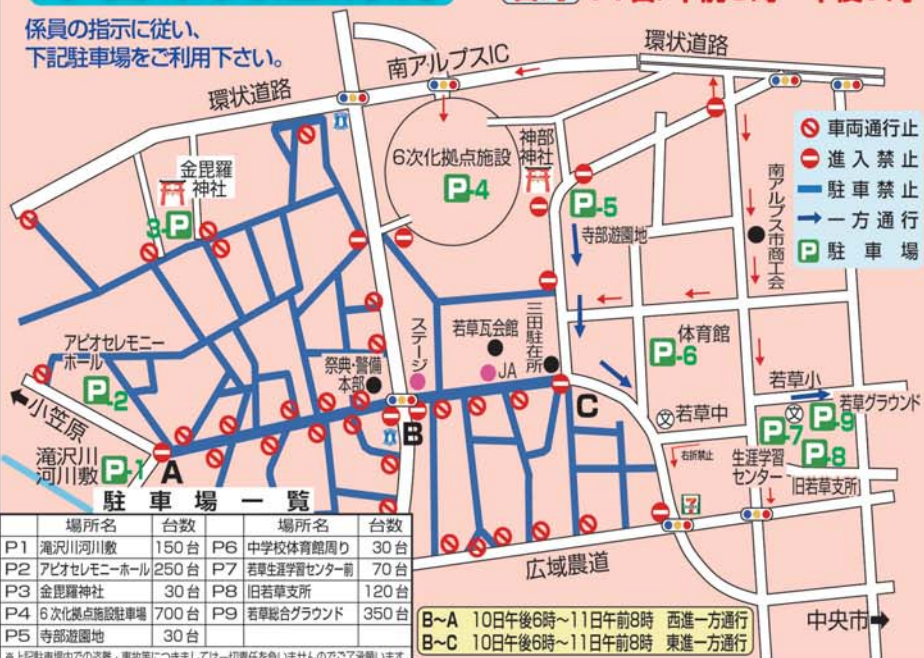 係員の指示に従い、
下記駐車場をご利用下さい。
環状道路
南アルプスIC
環状道路
車両通行止
進入禁止
駐車禁止
一方通行
P 駐車場
金毘羅
神社
3-P
6次化拠点施設
P-4
神部
神社
P-5
寺部遊園地
南アルプス市商工会
アピオセレモニー
ホール
P-2
小笠原
滝沢川
河川敷
P-1
A
祭典・警備
本部
ステージ
B
若草瓦会館
JA
三田駐在所
C
体育館
P-6
若草中
右折禁止
若草小
若草グラウンド
P-7
P-9
P-8
生涯学習
センター
旧若草支所
7
広域農道
中央市
駐車場一覧
場所名 台数 場所名 台数
P1 滝沢川河川敷 150台 P6 中学校体育館周り 30台
P2 アピオセレモニーホール 250台 P7 若草生涯学習センター前 70台
P3 金毘羅神社 30台 P8 旧若草支所 120台
P4 6次化拠点施設駐車場 700台 P9 若草総合グラウンド 350台
P5 寺部遊園地 30台
B~A 10日午後6時~11日午前8時 西進一方通行
B~C 10日午後6時~11日午前8時 東進一方通行